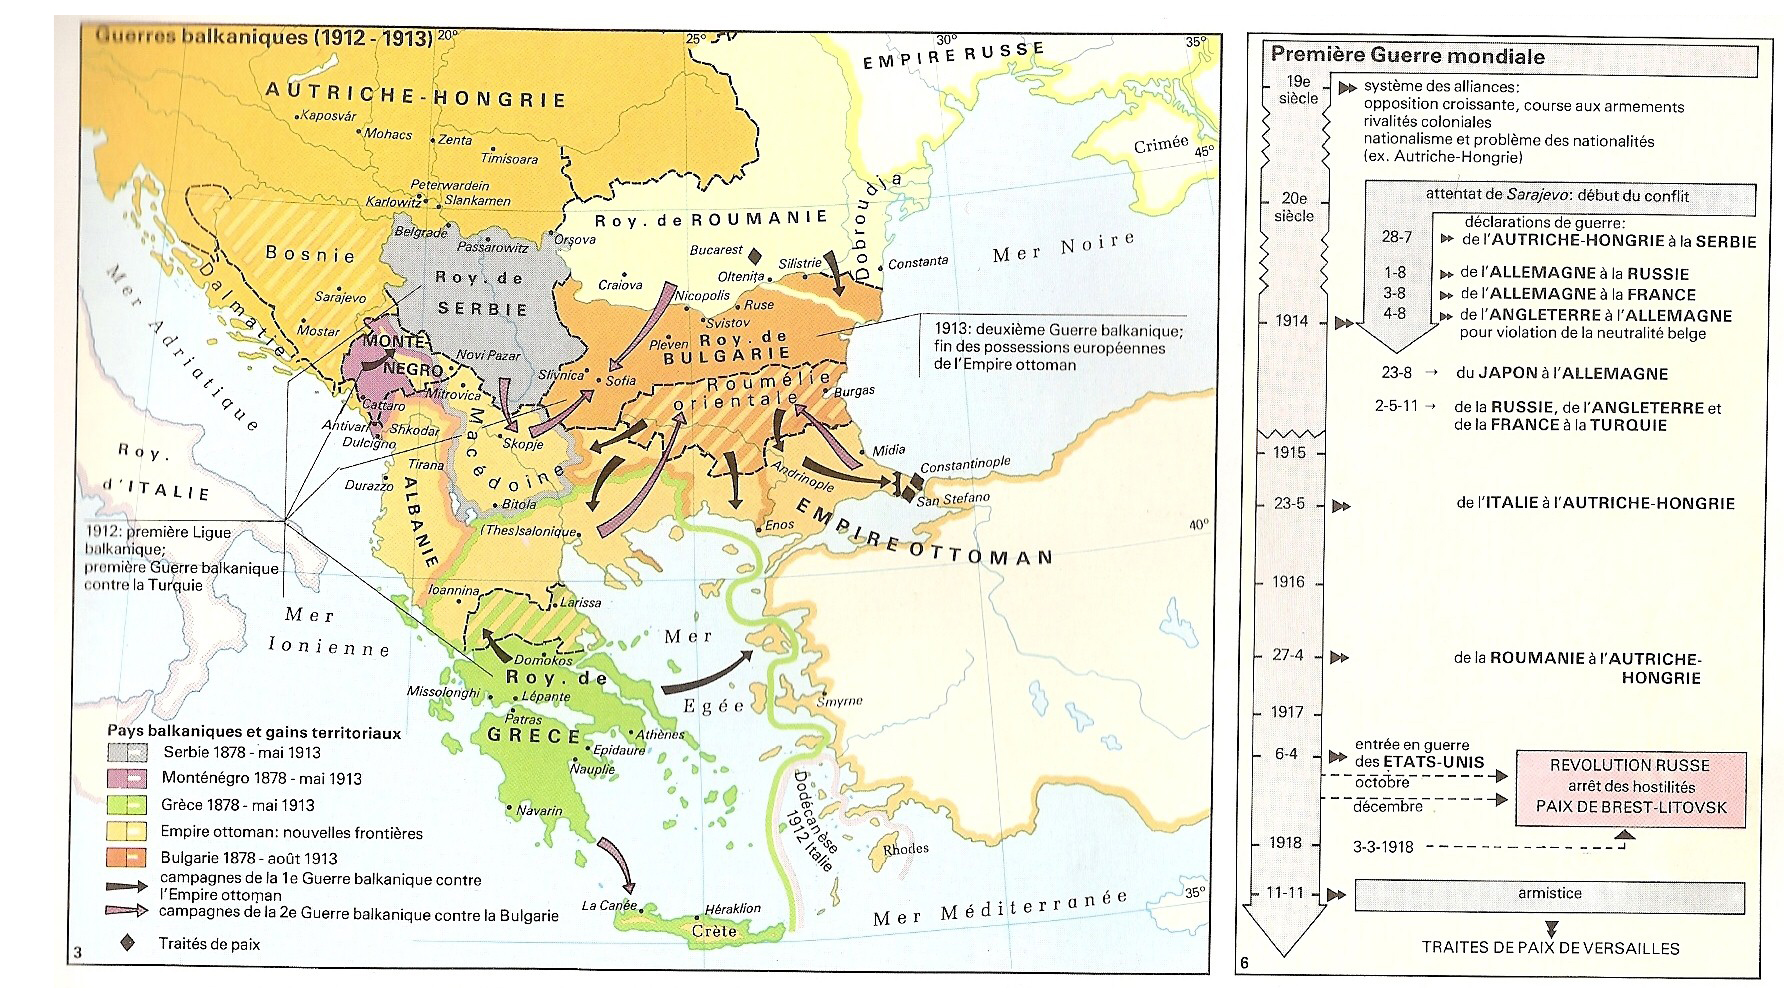 Guerres balkaniques (1912 - 1913)
20°
25°
30°
35°
EMPIRE RUSSE
AUTRICHE-HONGRIE
Kaposvár
Mohacs
Zenta
Timisoara
Crimée
45°
Peterwardein
Karlowitz
Slankamen
Belgrade
Passarowitz
Orşova
Roy. de ROUMANIE
Dobroudja
Bucarest
Silistrie
Oltenita
Constanta
Mer Noire
Bosnie
Roy. de
SERBIE
Craiova
Nicopolis
Ruse
Svistov
Dalmatie
Sarajevo
Mostar
Mer Adriatique
MONTE-
NEGRO
Novi Pazar
Mitrovica
Pleven
Roy. de
BULGARIE
Slivnica
Sofia
Roumélie
orientale
Burgas
1913: deuxième Guerre balkanique;
fin des possessions européennes
de l'Empire ottoman
Cattaro
Antivari
Shkodar
Dulcigno
Macédoine
Skopje
Midia
Andrinople
Constantinople
San Stefano
Roy.
d'ITALIE
Tirana
Durazzo
ALBANIE
Bitola
(Thes)salonique
Enos
EMPIRE OTTOMAN
40°
1912: première Ligue
balkanique;
première Guerre balkanique
contre la Turquie
Ioannina
Larissa
Mer
Ionienne
Mer
Egée
Domokos
Roy. de
GRECE
Missolonghi
Lépante
Patras
Athènes
Epidaure
Nauplie
Navarin
Smyrne
Dodécanèse
1912 Italie
Rhodes
La Canée
Héraklion
Crète
Mer Méditerranée
35°
Pays balkaniques et gains territoriaux
Serbie 1878 - mai 1913
Monténégro 1878 - mai 1913
Grèce 1878 - mai 1913
Empire ottoman: nouvelles frontières
Bulgarie 1878 - août 1913
campagnes de la 1e Guerre balkanique contre
l'Empire ottoman
campagnes de la 2e Guerre balkanique contre la Bulgarie
Traités de paix
3
Première Guerre mondiale
19e
siècle
système des alliances:
opposition croissante, course aux armements
rivalités coloniales
nationalisme et problème des nationalités
(ex. Autriche-Hongrie)
attentat de Sarajevo: début du conflit
20e
siècle
déclarations de guerre:
28-7 de l'AUTRICHE-HONGRIE à la SERBIE
1-8 de l'ALLEMAGNE à la RUSSIE
3-8 de l'ALLEMAGNE à la FRANCE
1914
4-8 de l'ANGLETERRE à l'ALLEMAGNE
pour violation de la neutralité belge
23-8 → du JAPON à l'ALLEMAGNE
2-5-11 → de la RUSSIE, de l'ANGLETERRE et
de la FRANCE à la TURQUIE
1915
23-5 de l'ITALIE à l'AUTRICHE-HONGRIE
1916
27-4 de la ROUMANIE à l'AUTRICHE-
HONGRIE
1917
6-4 entrée en guerre
des ETATS-UNIS
octobre
décembre
REVOLUTION RUSSE
arrêt des hostilités
PAIX DE BREST-LITOVSK
1918
3-3-1918
11-11 armistice
TRAITES DE PAIX DE VERSAILLES
6